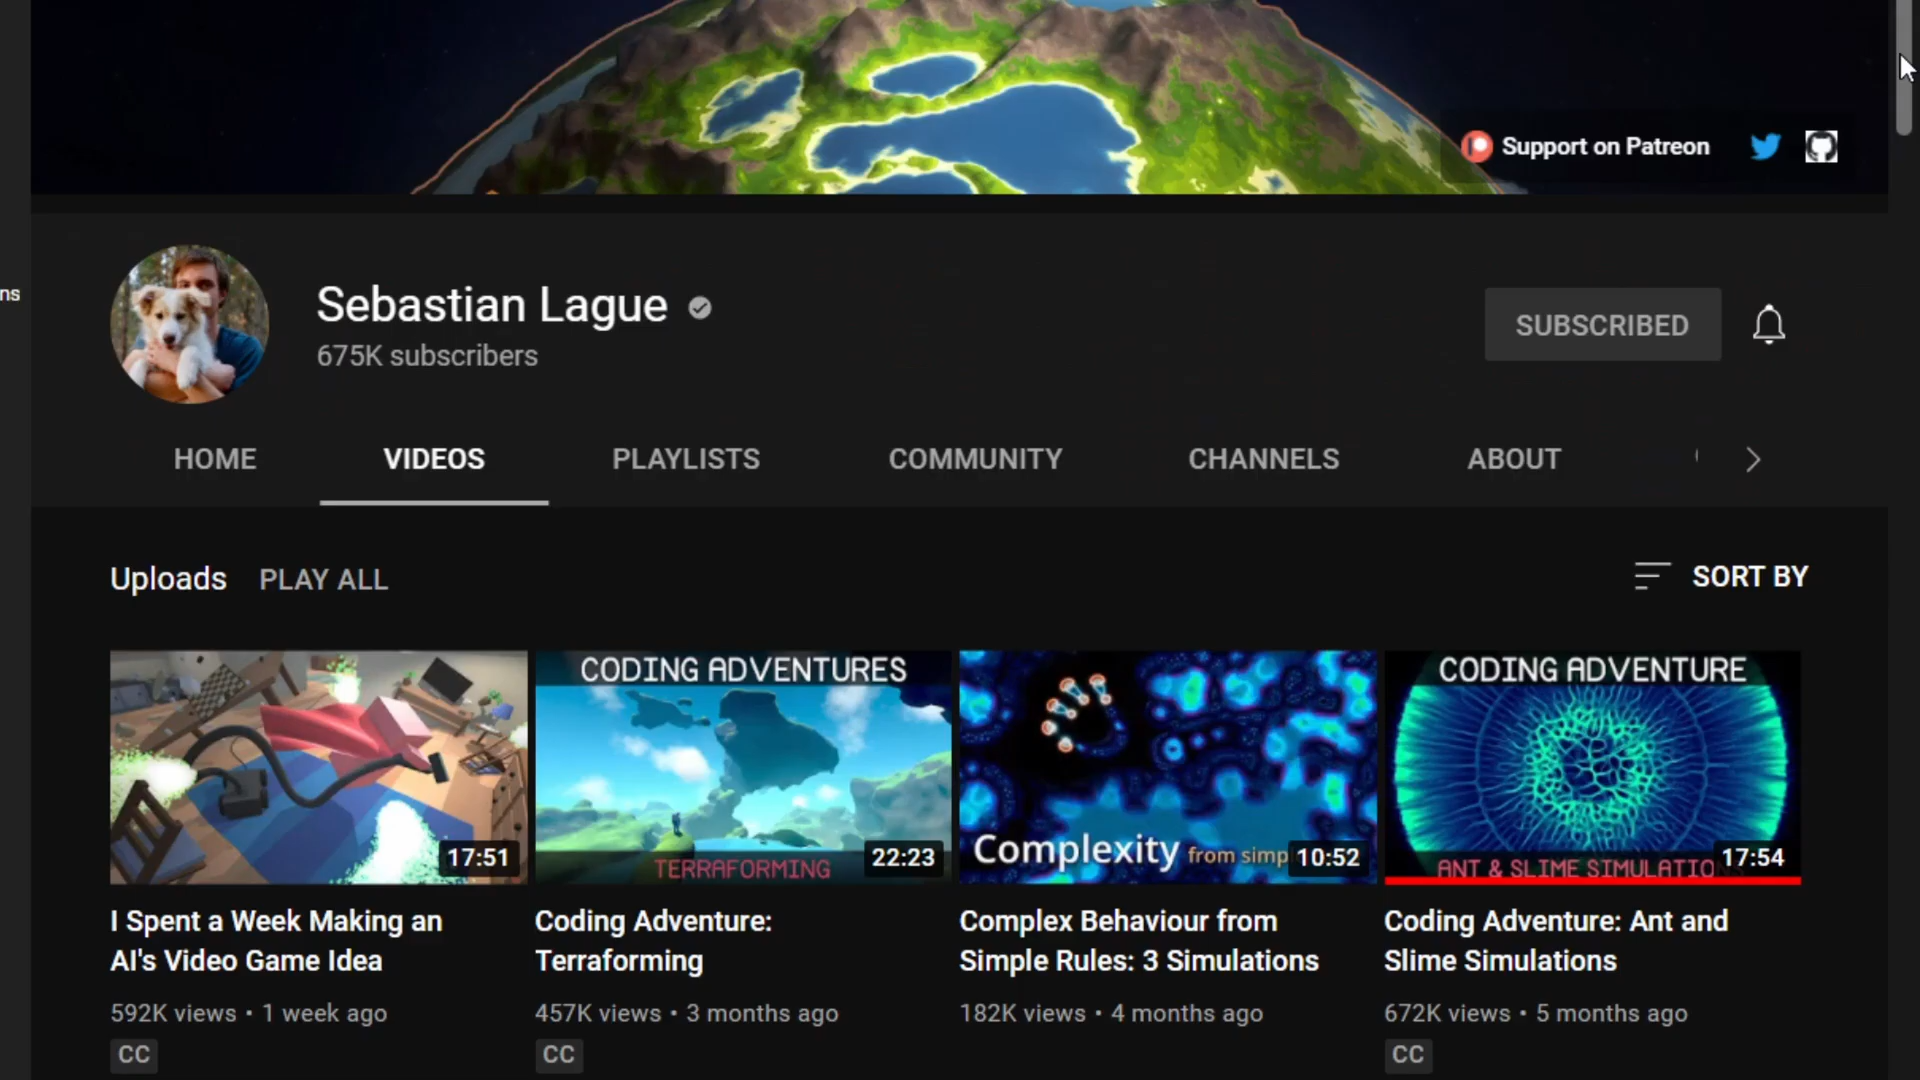 Support on Patreon
ns
Sebastian Lague
675K subscribers
SUBSCRIBED
HOME VIDEOS PLAYLISTS COMMUNITY CHANNELS ABOUT
Uploads PLAY ALL
SORT BY
CODING ADVENTURES
CODING ADVENTURE
Complexity from simp
17:51
TERRAFORMING
22:23
10:52
ANT & SLIME SIMULATIO
17:54
I Spent a Week Making an
AI's Video Game Idea
592K views • 1 week ago
CC
Coding Adventure:
Terraforming
457K views • 3 months ago
CC
Complex Behaviour from
Simple Rules: 3 Simulations
182K views • 4 months ago
Coding Adventure: Ant and
Slime Simulations
672K views • 5 months ago
CC